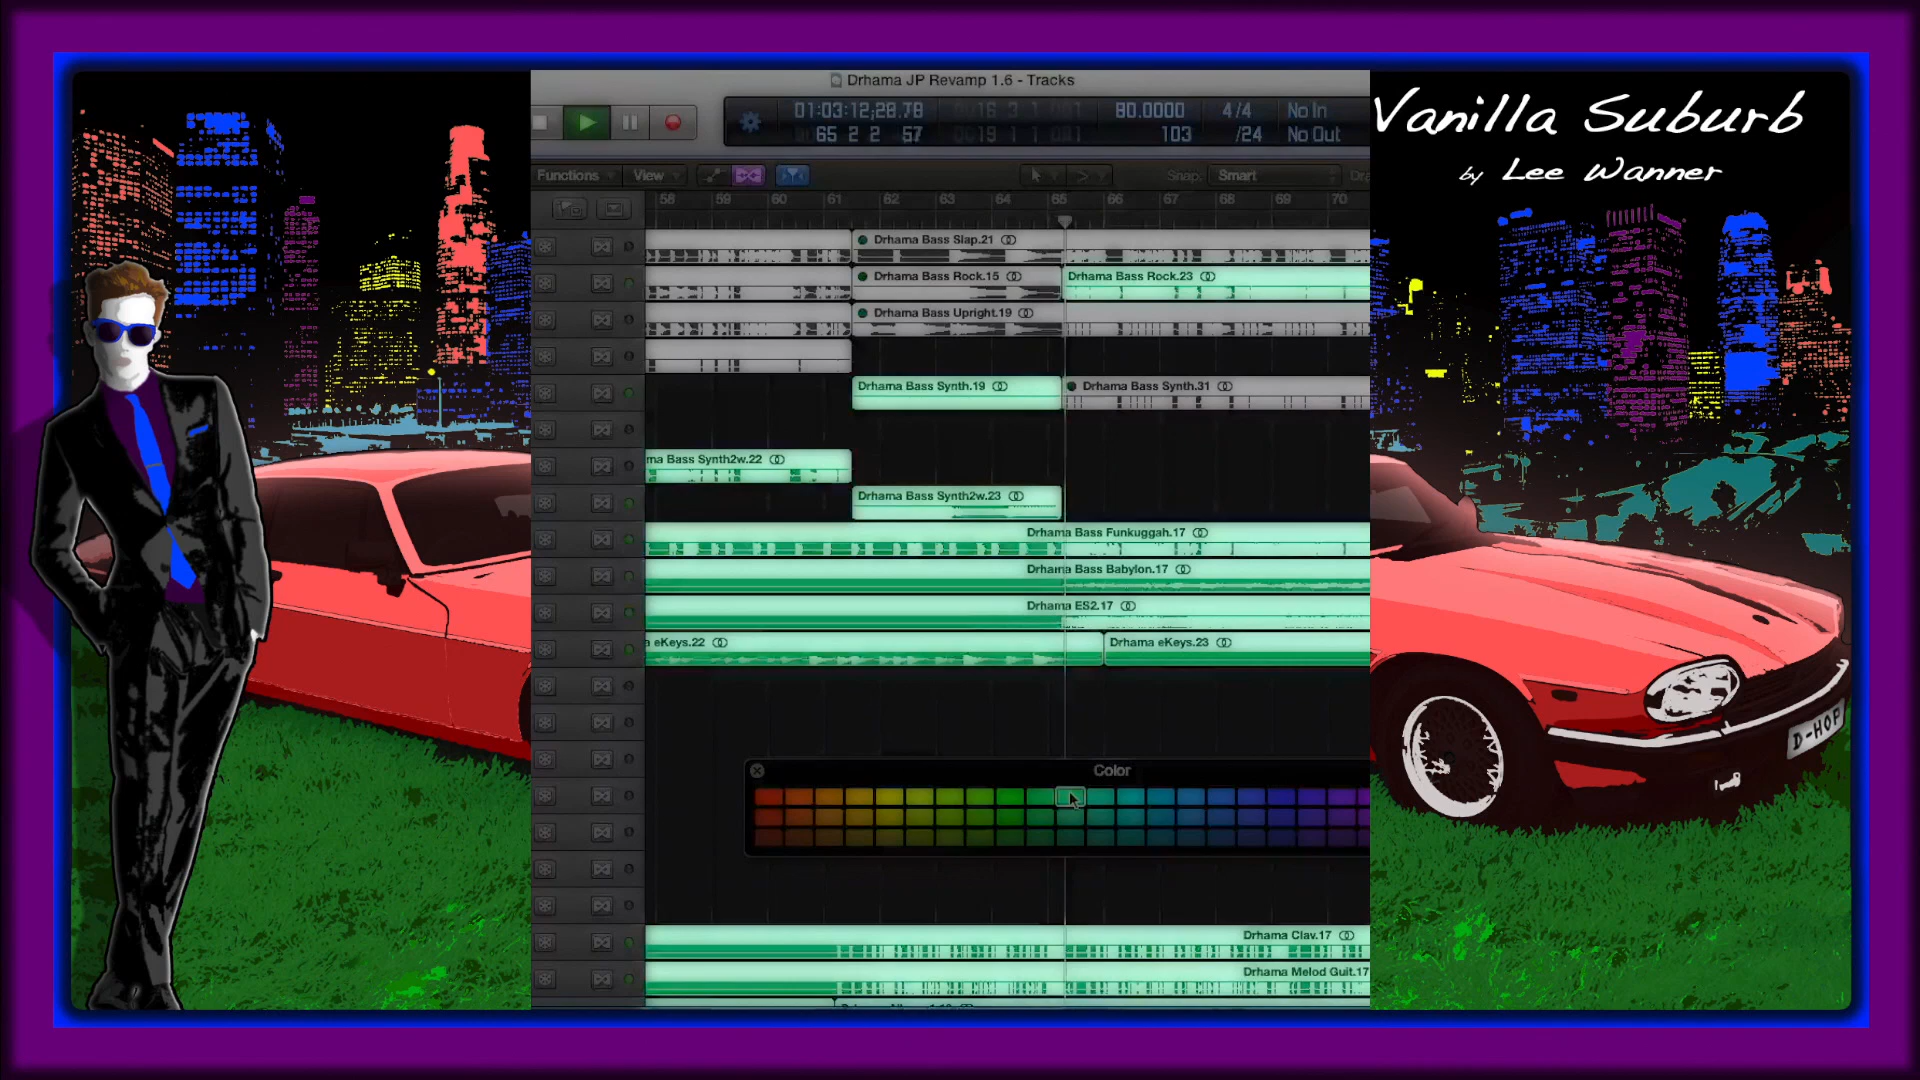 Drhama JP Revamp 1.6 - Tracks
01:03:12;28.78
80.0000
4/4
No In
65 2 2 57
103
/24
No Out
Functions
View
Snap:
Smart
58 59 60 61 62 63 64 65 66 67 68 69 70
Drhama Bass Slap.21
Drhama Bass Rock.15
Drhama Bass Rock.23
Drhama Bass Upright.19
Drhama Bass Synth.19
Drhama Bass Synth.31
ma Bass Synth2w.22
Drhama Bass Synth2w.23
Drhama Bass Funkuggah.17
Drhama Bass Babylon.17
Drhama ES2.17
a eKeys.22
Drhama eKeys.23
Color
Drhama Clav.17
Drhama Melod Guit.17
Vanilla Suburb
by Lee Wanner
D-HOP